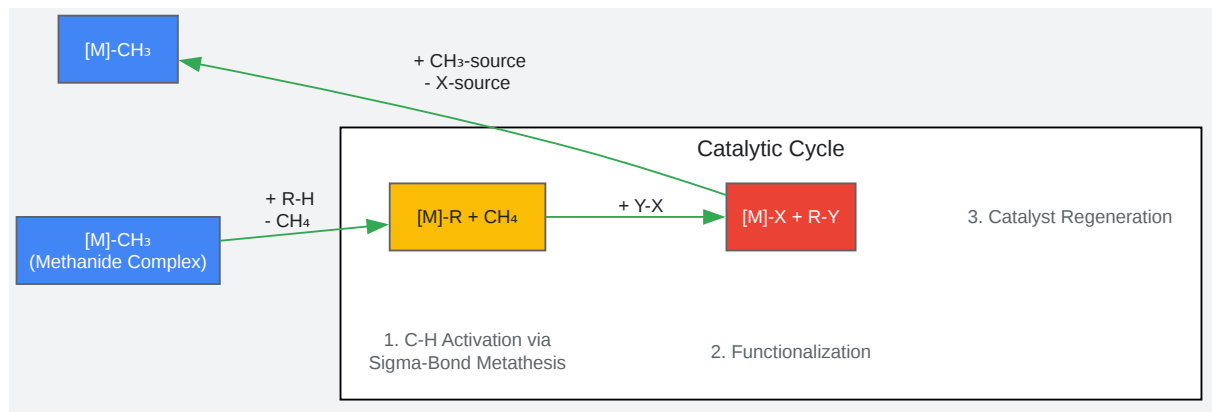 [M]-CH₃
+ CH₃-source
- X-source
Catalytic Cycle
+ R-H
- CH₄
[M]-R + CH₄
+ Y-X
[M]-X + R-Y
3. Catalyst Regeneration
[M]-CH₃
(Methanide Complex)
1. C-H Activation via
Sigma-Bond Metathesis
2. Functionalization